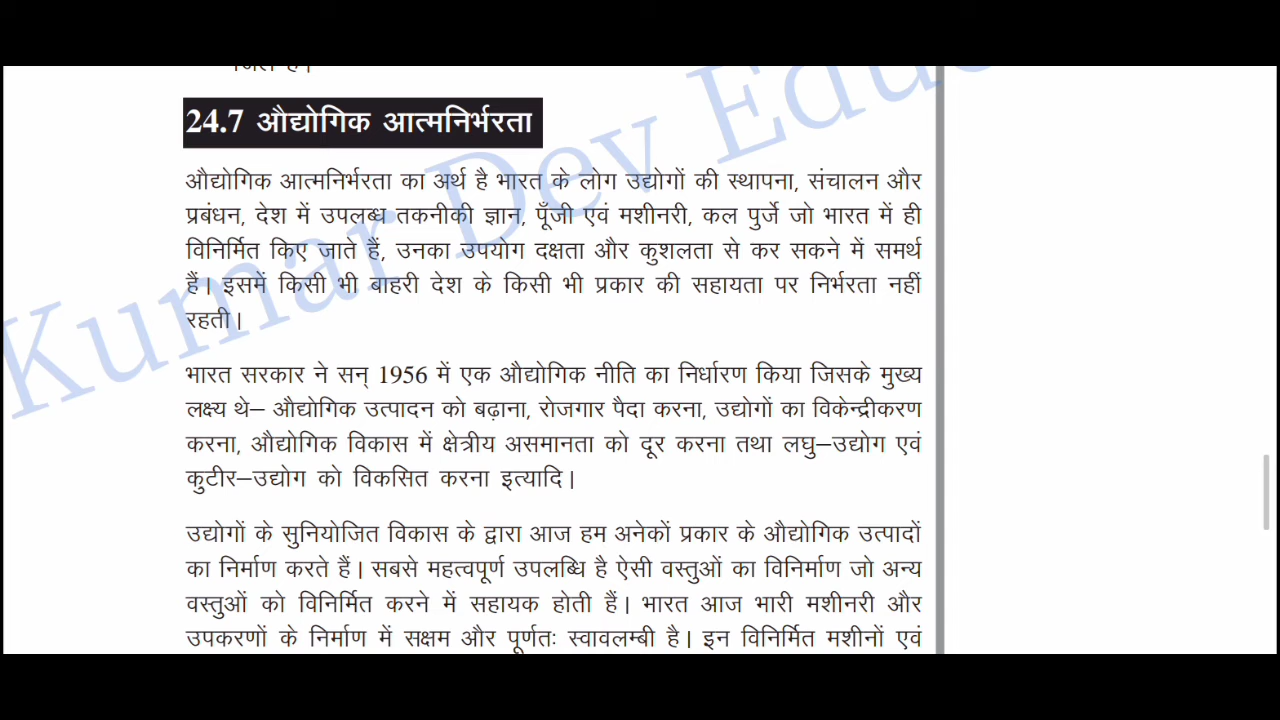 24.7 औद्योगिक आत्मनिर्भरता
औद्योगिक आत्मनिर्भरता का अर्थ है भारत के लोग उद्योगों की स्थापना, संचालन और
प्रबंधन, देश में उपलब्ध तकनीकी ज्ञान, पूँजी एवं मशीनरी, कल पुर्जे जो भारत में ही
विनिर्मित किए जाते हैं, उनका उपयोग दक्षता और कुशलता से कर सकने में समर्थ
हैं। इसमें किसी भी बाहरी देश के किसी भी प्रकार की सहायता पर निर्भरता नहीं
रहती।
भारत सरकार ने सन् 1956 में एक औद्योगिक नीति का निर्धारण किया जिसके मुख्य
लक्ष्य थे– औद्योगिक उत्पादन को बढ़ाना, रोजगार पैदा करना, उद्योगों का विकेन्द्रीकरण
करना, औद्योगिक विकास में क्षेत्रीय असमानता को दूर करना तथा लघु–उद्योग एवं
कुटीर–उद्योग को विकसित करना इत्यादि।
उद्योगों के सुनियोजित विकास के द्वारा आज हम अनेकों प्रकार के औद्योगिक उत्पादों
का निर्माण करते हैं। सबसे महत्वपूर्ण उपलब्धि है ऐसी वस्तुओं का विनिर्माण जो अन्य
वस्तुओं को विनिर्मित करने में सहायक होती हैं। भारत आज भारी मशीनरी और
उपकरणों के निर्माण में सक्षम और पूर्णतः स्वावलम्बी है। इन विनिर्मित मशीनों एवं
Kumar Dev Edu